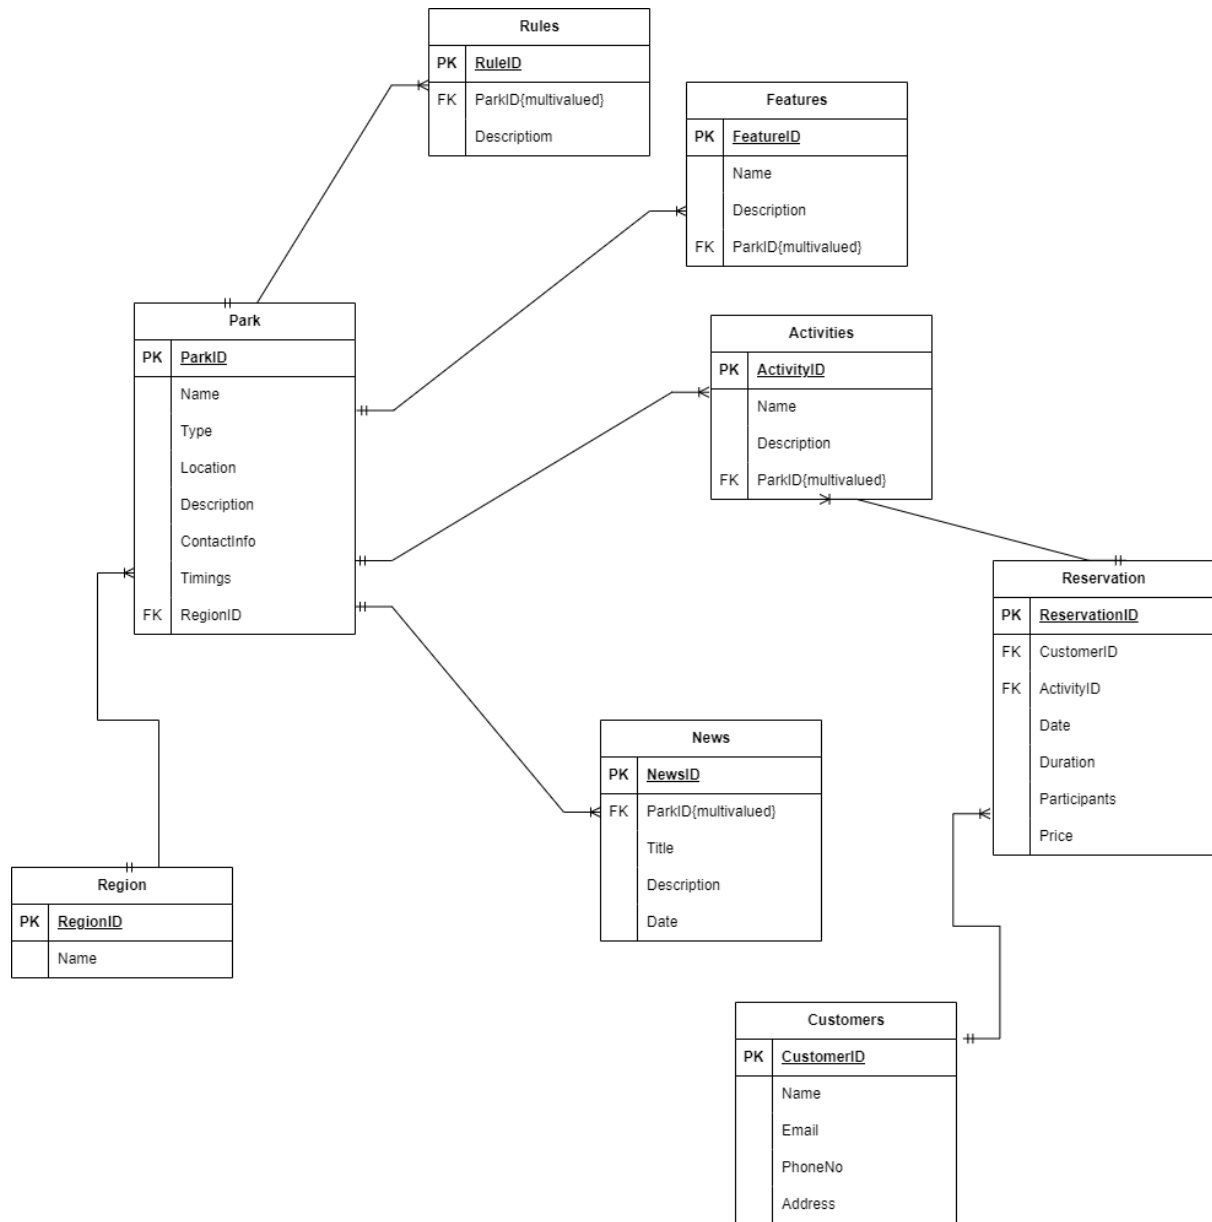 Rules
PK RuleID
FK ParkID{multivalued}
Descriptiom
Features
PK FeatureID
Name
Description
FK ParkID{multivalued}
Park
PK ParkID
Name
Type
Location
Description
ContactInfo
Timings
FK RegionID
Activities
PK ActivityID
Name
Description
FK ParkID{multivalued}
Reservation
PK ReservationID
FK CustomerID
FK ActivityID
Date
Duration
Participants
Price
News
PK NewsID
FK ParkID{multivalued}
Title
Description
Date
Region
PK RegionID
Name
Customers
PK CustomerID
Name
Email
PhoneNo
Address